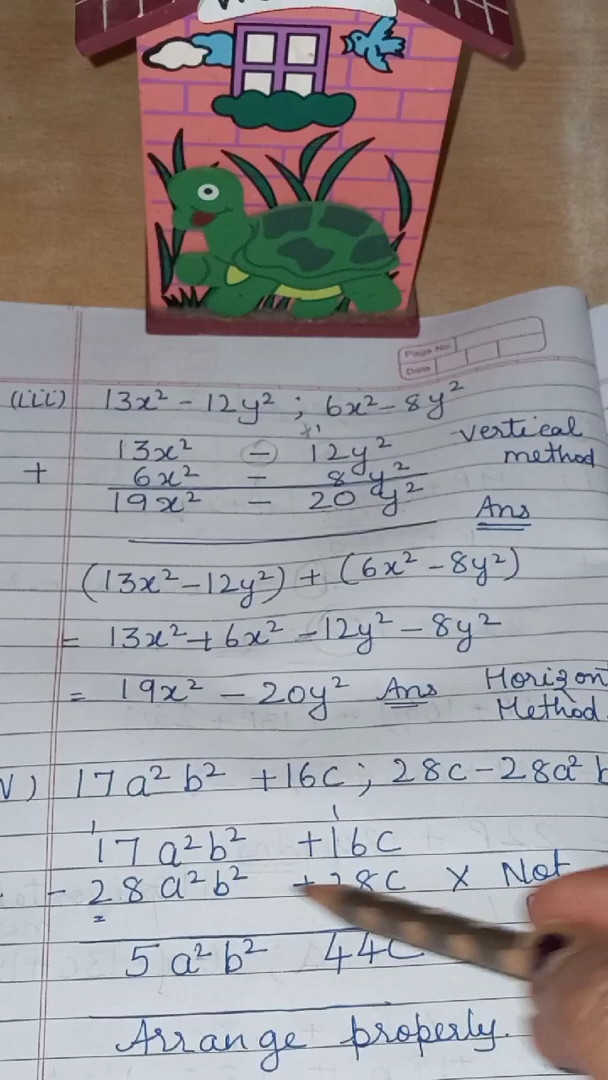 Page No.
Date
(iii) 13x² - 12y² ; 6x² - 8y²
13x² - 12y² vertical
+ 6x² - 8y² method
19x² - 20y² Ans
(13x² - 12y²) + (6x² - 8y²)
= 13x² + 6x² - 12y² - 8y²
= 19x² - 20y² Ans Horizon
Method.
V) 17a²b² + 16c ; 28c - 28a²b
17a²b² + 16c
- 28a²b² + 28c × Not
5a²b² 44c
Arrange properly.